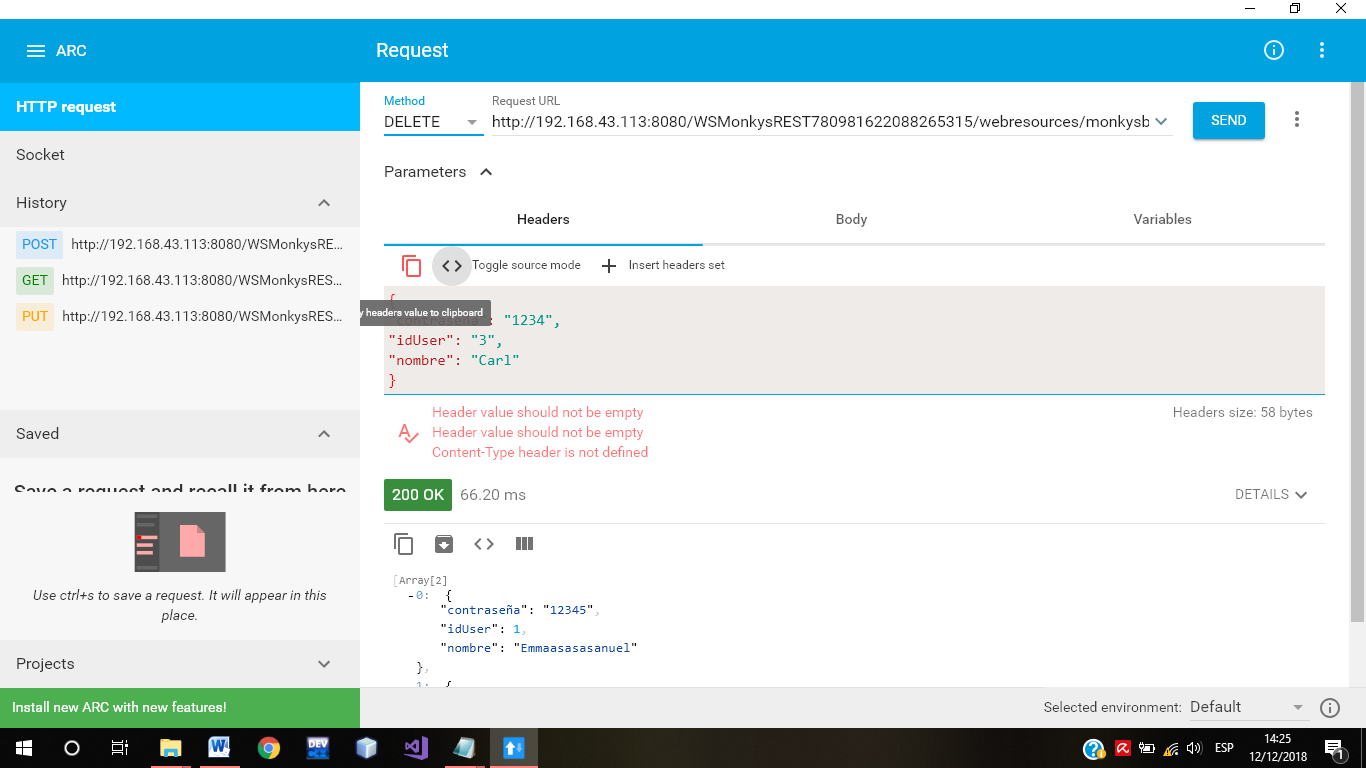 ARC
Request
HTTP request
Socket
History
POST http://192.168.43.113:8080/WSMonkysRE...
GET http://192.168.43.113:8080/WSMonkysRES...
PUT http://192.168.43.113:8080/WSMonkysRES...
Saved
Save a request and recall it from here
Use ctrl+s to save a request. It will appear in this
place.
Projects
Install new ARC with new features!
Method
DELETE
Request URL
http://192.168.43.113:8080/WSMonkysREST780981622088265315/webresources/monkysb
SEND
Parameters
Headers
Body
Variables
Toggle source mode
Insert headers set
y headers value to clipboard
{
"contraseña": "1234",
"idUser": "3",
"nombre": "Carl"
}
Header value should not be empty
Header value should not be empty
Content-Type header is not defined
Headers size: 58 bytes
200 OK 66.20 ms
DETAILS
[Array[2]
-0: {
"contraseña": "12345",
"idUser": 1,
"nombre": "Emmaasasasanuel"
},
1: {
Selected environment: Default
DEV
ESP
14:25
12/12/2018
1